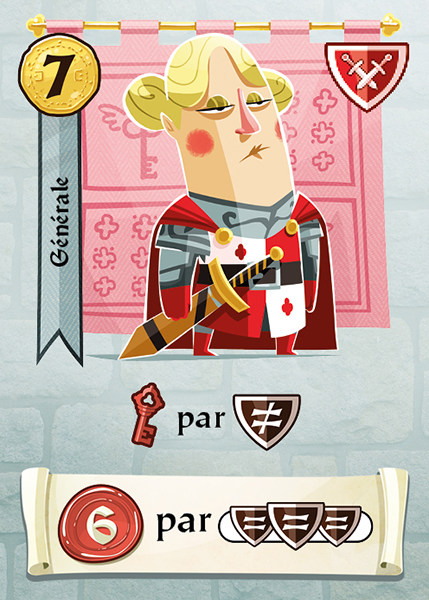 7
Générale
par ≠
6 par = = =